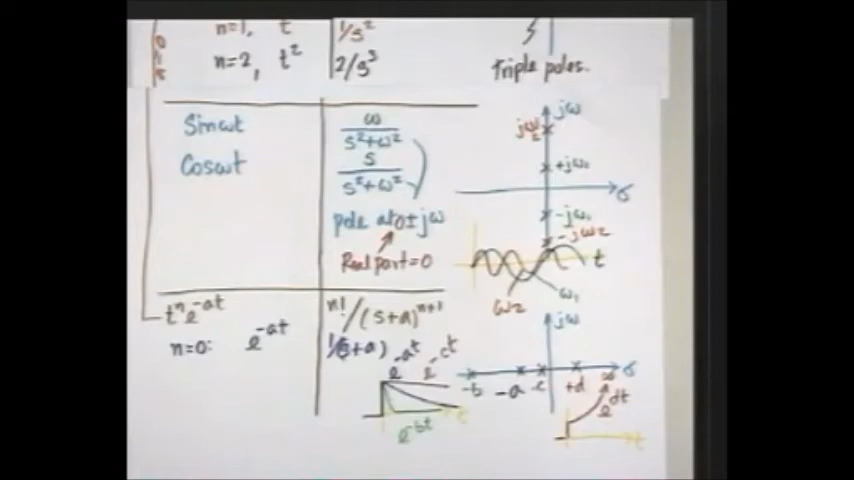 n=1, t 1/s²
n=2, t² 2/s³ triple poles.
Sinωt ω/(s²+ω²)
Cosωt s/(s²+ω²)
pole at 0±jω
Real part=0
jω
jω2
+jω1
σ
-jω1
-jω2
t
ω2 ω1
tⁿe^-at n!/(s+a)^n+1
n=0: e^-at 1/(s+a)
e^-at e^-ct
e^-bt
t
jω
σ
-b -a -c +d
∞
e^dt
t